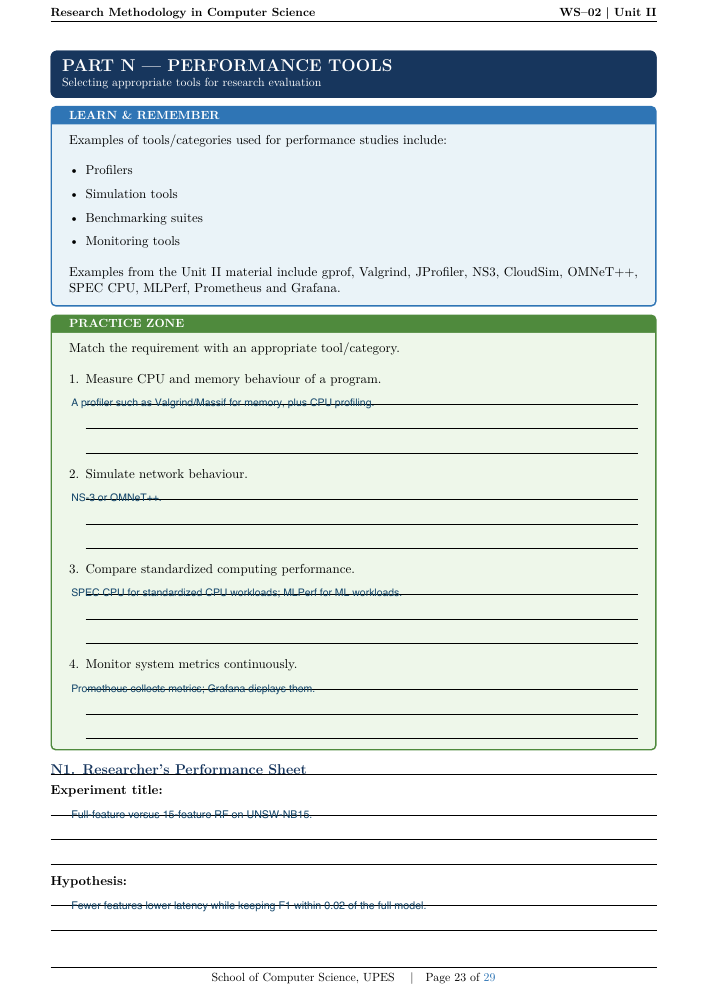 Research Methodology in Computer Science WS–02 | Unit II
PART N — PERFORMANCE TOOLS
Selecting appropriate tools for research evaluation
LEARN & REMEMBER
Examples of tools/categories used for performance studies include:
• Profilers
• Simulation tools
• Benchmarking suites
• Monitoring tools
Examples from the Unit II material include gprof, Valgrind, JProfiler, NS3, CloudSim, OMNeT++,
SPEC CPU, MLPerf, Prometheus and Grafana.
PRACTICE ZONE
Match the requirement with an appropriate tool/category.
1. Measure CPU and memory behaviour of a program.
A profiler such as Valgrind/Massif for memory, plus CPU profiling.
2. Simulate network behaviour.
NS-3 or OMNeT++.
3. Compare standardized computing performance.
SPEC CPU for standardized CPU workloads; MLPerf for ML workloads.
4. Monitor system metrics continuously.
Prometheus collects metrics; Grafana displays them.
N1. Researcher's Performance Sheet
Experiment title:
Full-feature versus 15-feature RF on UNSW-NB15.
Hypothesis:
Fewer features lower latency while keeping F1 within 0.02 of the full model.
School of Computer Science, UPES | Page 23 of 29